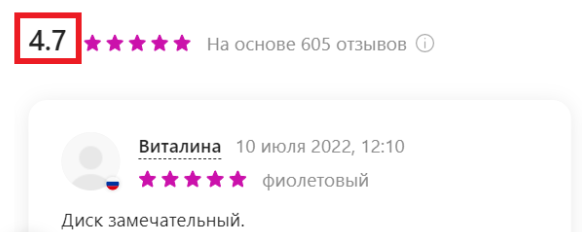 4.7 На основе 605 отзывов
Виталина 10 июля 2022, 12:10
фиолетовый
Диск замечательный.